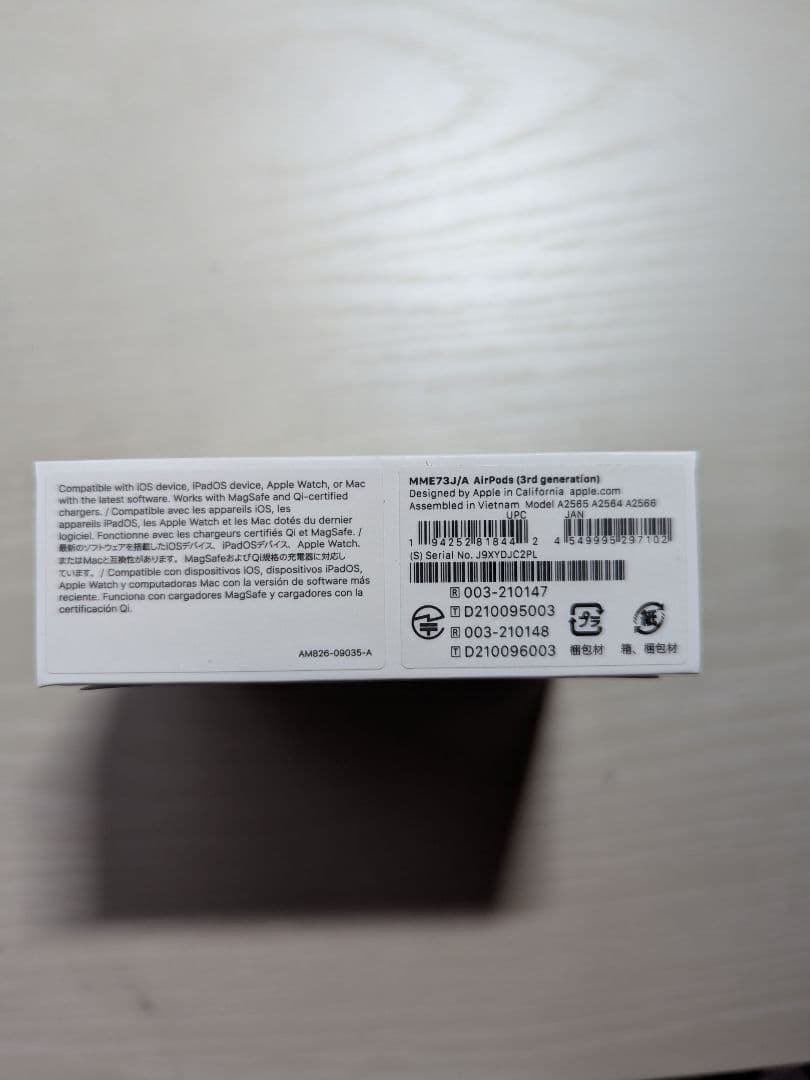 Compatible with iOS device, iPadOS device, Apple Watch, or Mac
with the latest software. Works with MagSafe and Qi-certified
chargers. / Compatible avec les appareils iOS, les
appareils iPadOS, les Apple Watch et les Mac dotés du dernier
logiciel. Fonctionne avec les chargeurs certifiés Qi et MagSafe. /
最新のソフトウェアを搭載したiOSデバイス、iPadOSデバイス、Apple Watch、
またはMacと互換性があります。MagSafeおよびQi規格の充電器に対応し
ています。/ Compatible con dispositivos iOS, dispositivos iPadOS,
Apple Watch y computadoras Mac con la versión de software más
reciente. Funciona con cargadores MagSafe y cargadores con la
certificación Qi.
AM826-09035-A
MME73J/A AirPods (3rd generation)
Designed by Apple in California apple.com
Assembled in Vietnam Model A2565 A2564 A2566
UPC JAN
1 94252 81844 2 4 549995 297102
(S) Serial No. J9XYDJC2PL
R 003-210147
T D210095003
R 003-210148
T D210096003
プラ 紙
梱包材 箱、梱包材